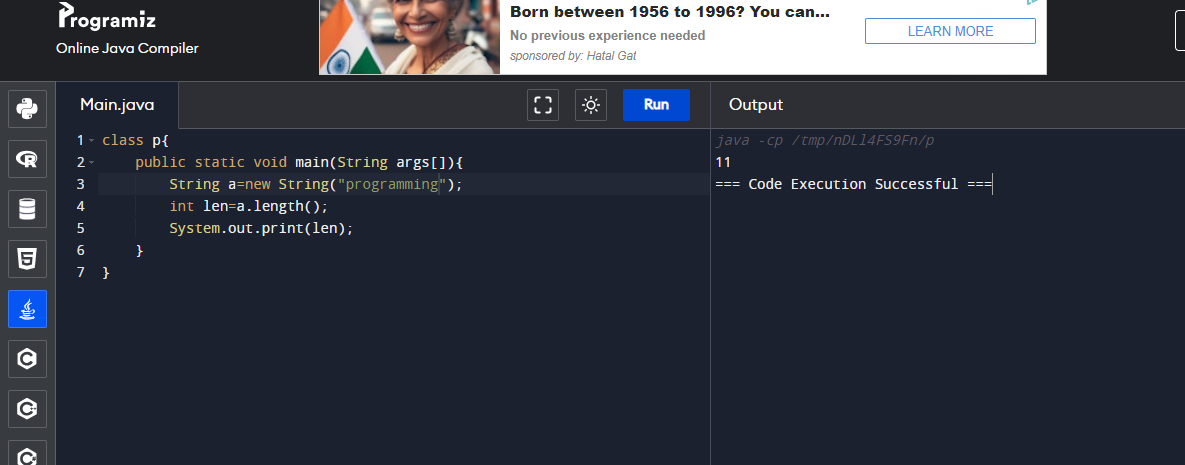 Programiz
Online Java Compiler
Born between 1956 to 1996? You can...
No previous experience needed
sponsored by: Hatal Gat
LEARN MORE
Main.java
Run
Output
1 class p{
2 public static void main(String args[]){
3 String a=new String("programming");
4 int len=a.length();
5 System.out.print(len);
6 }
7 }
java -cp /tmp/nDLl4FS9Fn/p
11
=== Code Execution Successful ===